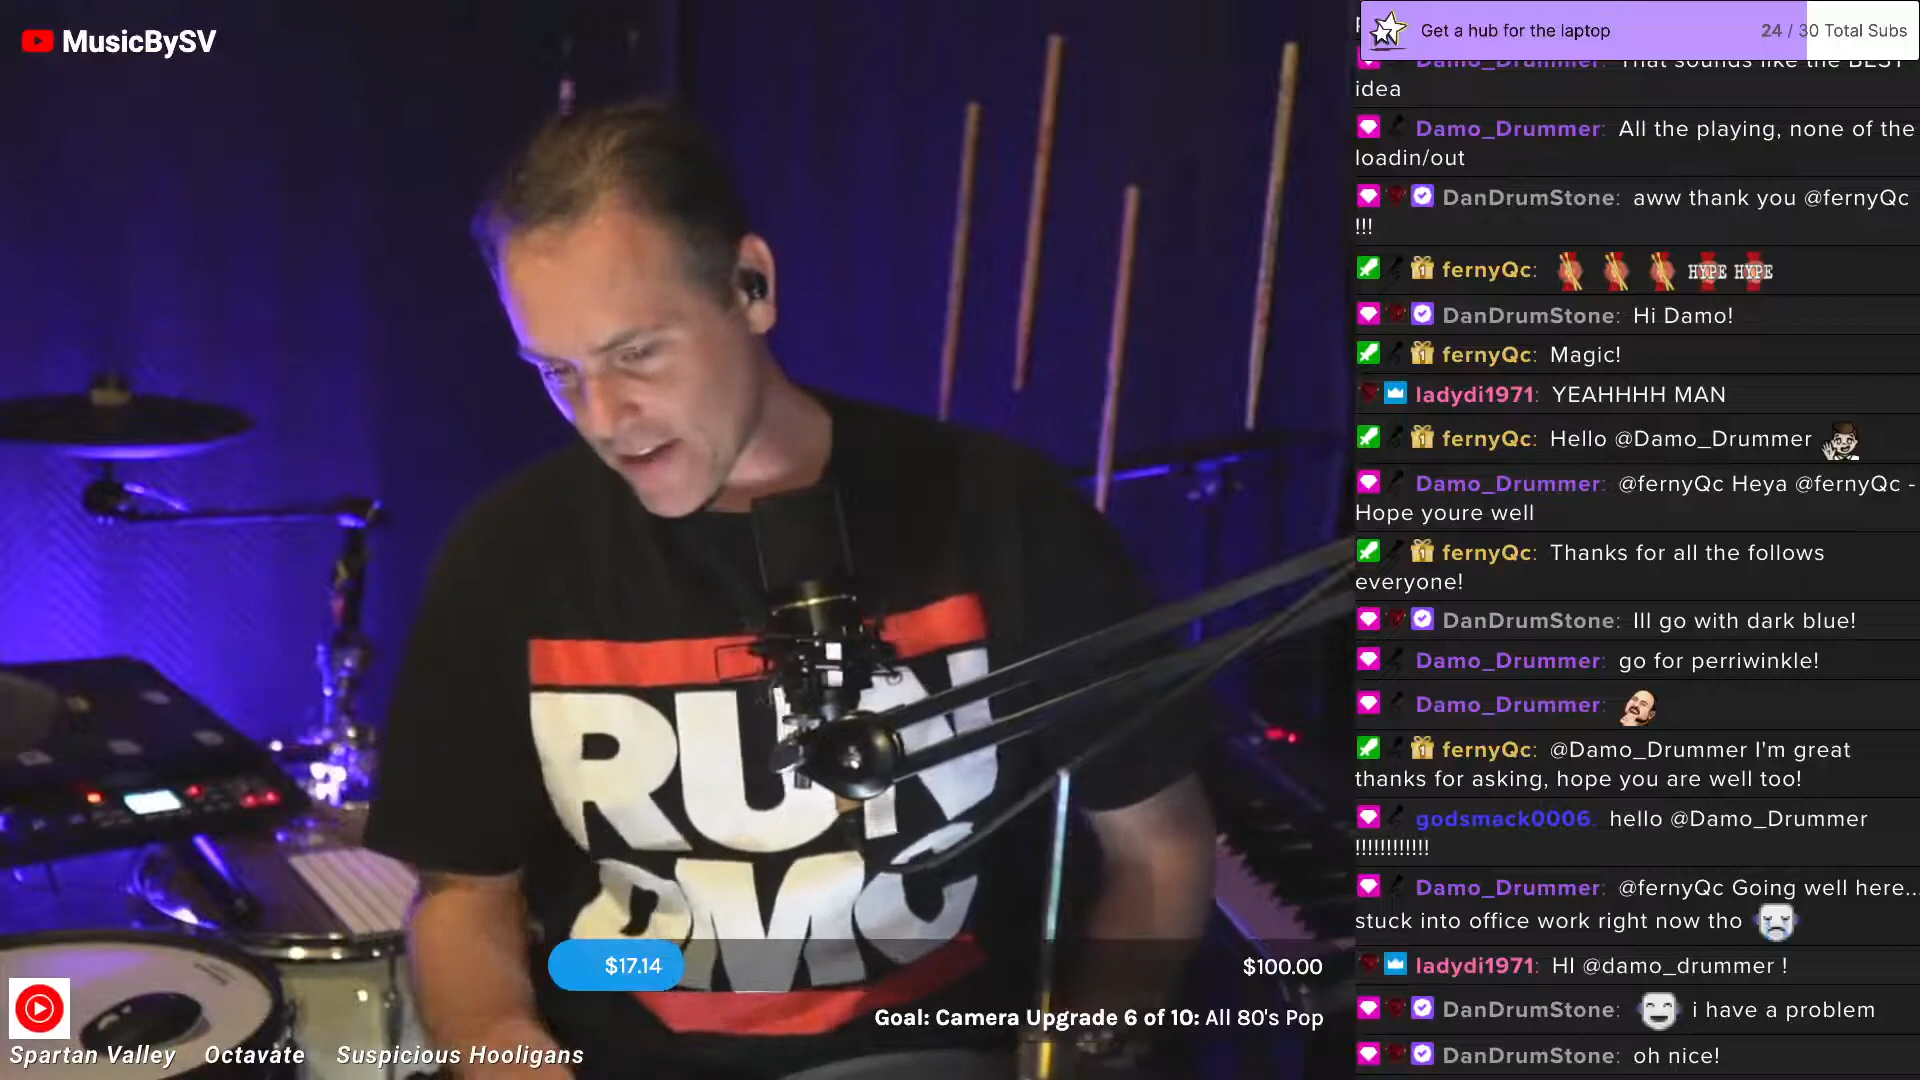 MusicBySV
Get a hub for the laptop
24 / 30 Total Subs
Damo_Drummer: That sounds like the BEST
idea
Damo_Drummer: All the playing, none of the
loadin/out
DanDrumStone: aww thank you @fernyQc
!!!
fernyQc: HYPE HYPE
DanDrumStone: Hi Damo!
fernyQc: Magic!
ladydi1971: YEAHHHH MAN
fernyQc: Hello @Damo_Drummer
Damo_Drummer: @fernyQc Heya @fernyQc -
Hope youre well
fernyQc: Thanks for all the follows
everyone!
DanDrumStone: Ill go with dark blue!
Damo_Drummer: go for perriwinkle!
Damo_Drummer:
fernyQc: @Damo_Drummer I'm great
thanks for asking, hope you are well too!
godsmack0006: hello @Damo_Drummer
!!!!!!!!!!!!
Damo_Drummer: @fernyQc Going well here...
stuck into office work right now tho
ladydi1971: HI @damo_drummer !
DanDrumStone: i have a problem
DanDrumStone: oh nice!
RUN
DMC
$17.14
$100.00
Goal: Camera Upgrade 6 of 10: All 80's Pop
Spartan Valley Octavate Suspicious Hooligans